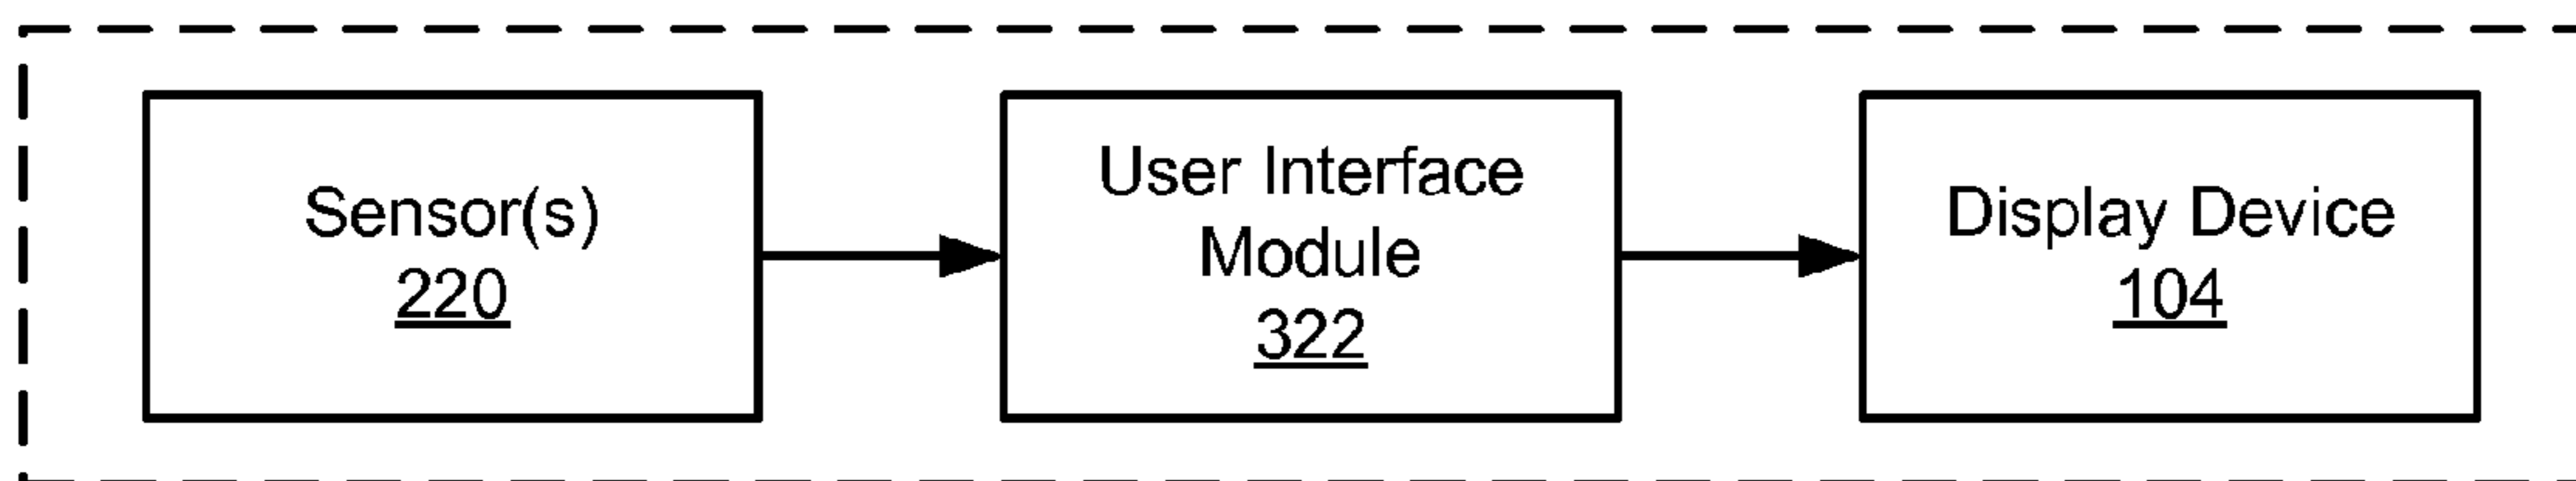 Sensor(s)
220
User Interface
Module
322
Display Device
104